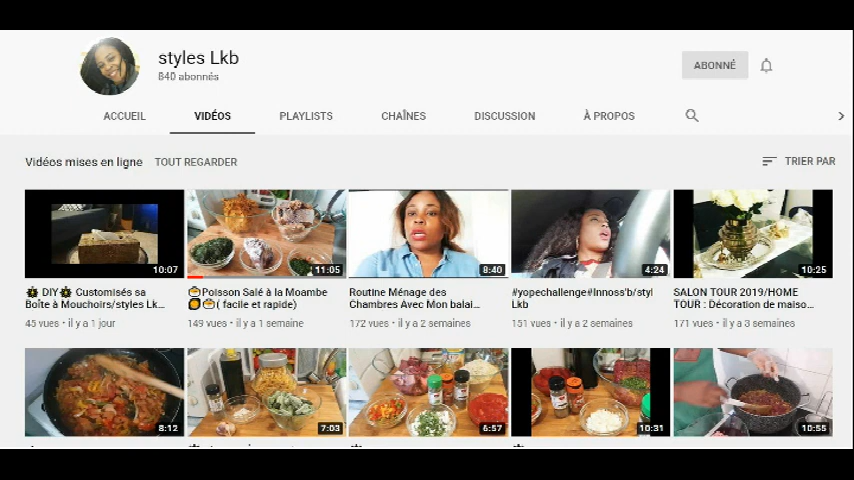 styles Lkb
840 abonnés
ABONNÉ
ACCUEIL VIDÉOS PLAYLISTS CHAÎNES DISCUSSION À PROPOS
Vidéos mises en ligne TOUT REGARDER TRIER PAR
10:07 11:05 8:40 4:24 10:25
DIY Customisés sa
Boîte à Mouchoirs/styles Lk...
45 vues • il y a 1 jour
Poisson Salé à la Moambe
( facile et rapide)
149 vues • il y a 1 semaine
Routine Ménage des
Chambres Avec Mon balai...
172 vues • il y a 2 semaines
#yopechallenge#Innoss'b/styl
Lkb
151 vues • il y a 2 semaines
SALON TOUR 2019/HOME
TOUR : Décoration de maiso...
171 vues • il y a 3 semaines
8:12 7:03 6:57 10:31 10:55